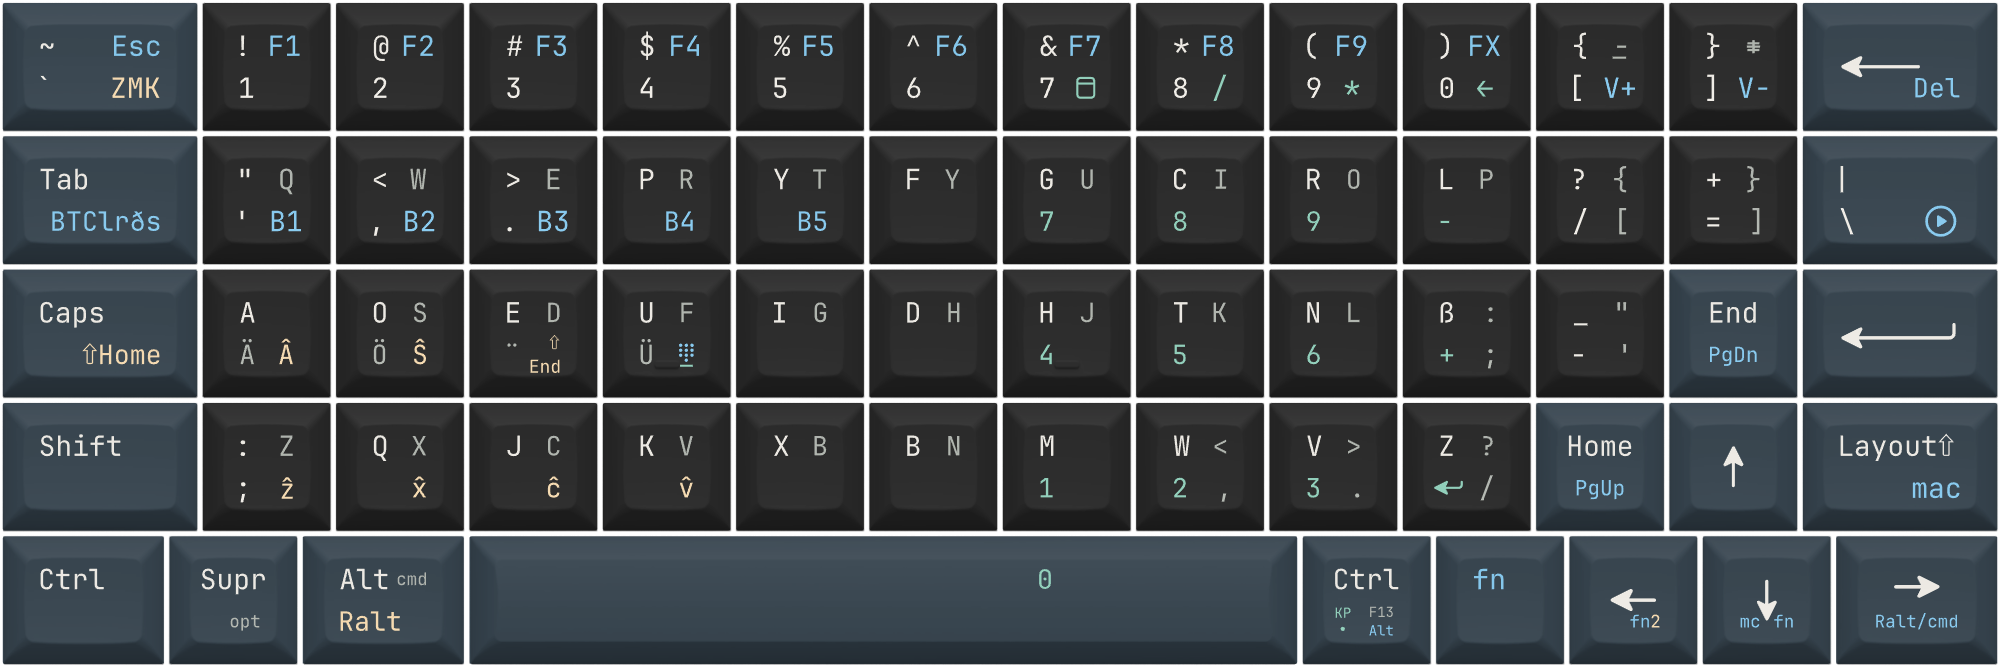 ~ Esc ! F1 @ F2 # F3 $ F4 % F5 ^ F6 & F7 * F8 ( F9 ) FX { - }
` ZMK 1 2 3 4 5 6 7 8 / 9 * 0 ← [ V+ ] V- ← Del
Tab " Q < W > E P R Y T F Y G U C I R O L P ? { + } |
BTClrðs ' B1 , B2 . B3 B4 B5 7 8 9 - / [ = ] \
Caps A O S E D U F I G D H H J T K N L ß : _ " End
⇧Home Ä Â Ö Ŝ ¨ ⇧ End Ü 4 5 6 + ; - ' PgDn
Shift : Z Q X J C K V X B B N M W < V > Z ? Home ↑ Layout⇧
; ẑ x̂ ĉ v̂ 1 2 , 3 . ↵ / PgUp mac
Ctrl Supr Alt cmd 0 Ctrl fn ← ↓ →
opt Ralt KP • F13 Alt fn2 mc fn Ralt/cmd